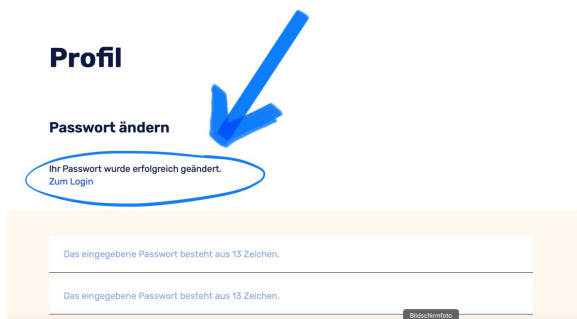 Profil
Passwort ändern
Ihr Passwort wurde erfolgreich geändert.
Zum Login
Das eingegebene Passwort besteht aus 13 Zeichen.
Das eingegebene Passwort besteht aus 13 Zeichen.
Bildschirmfoto